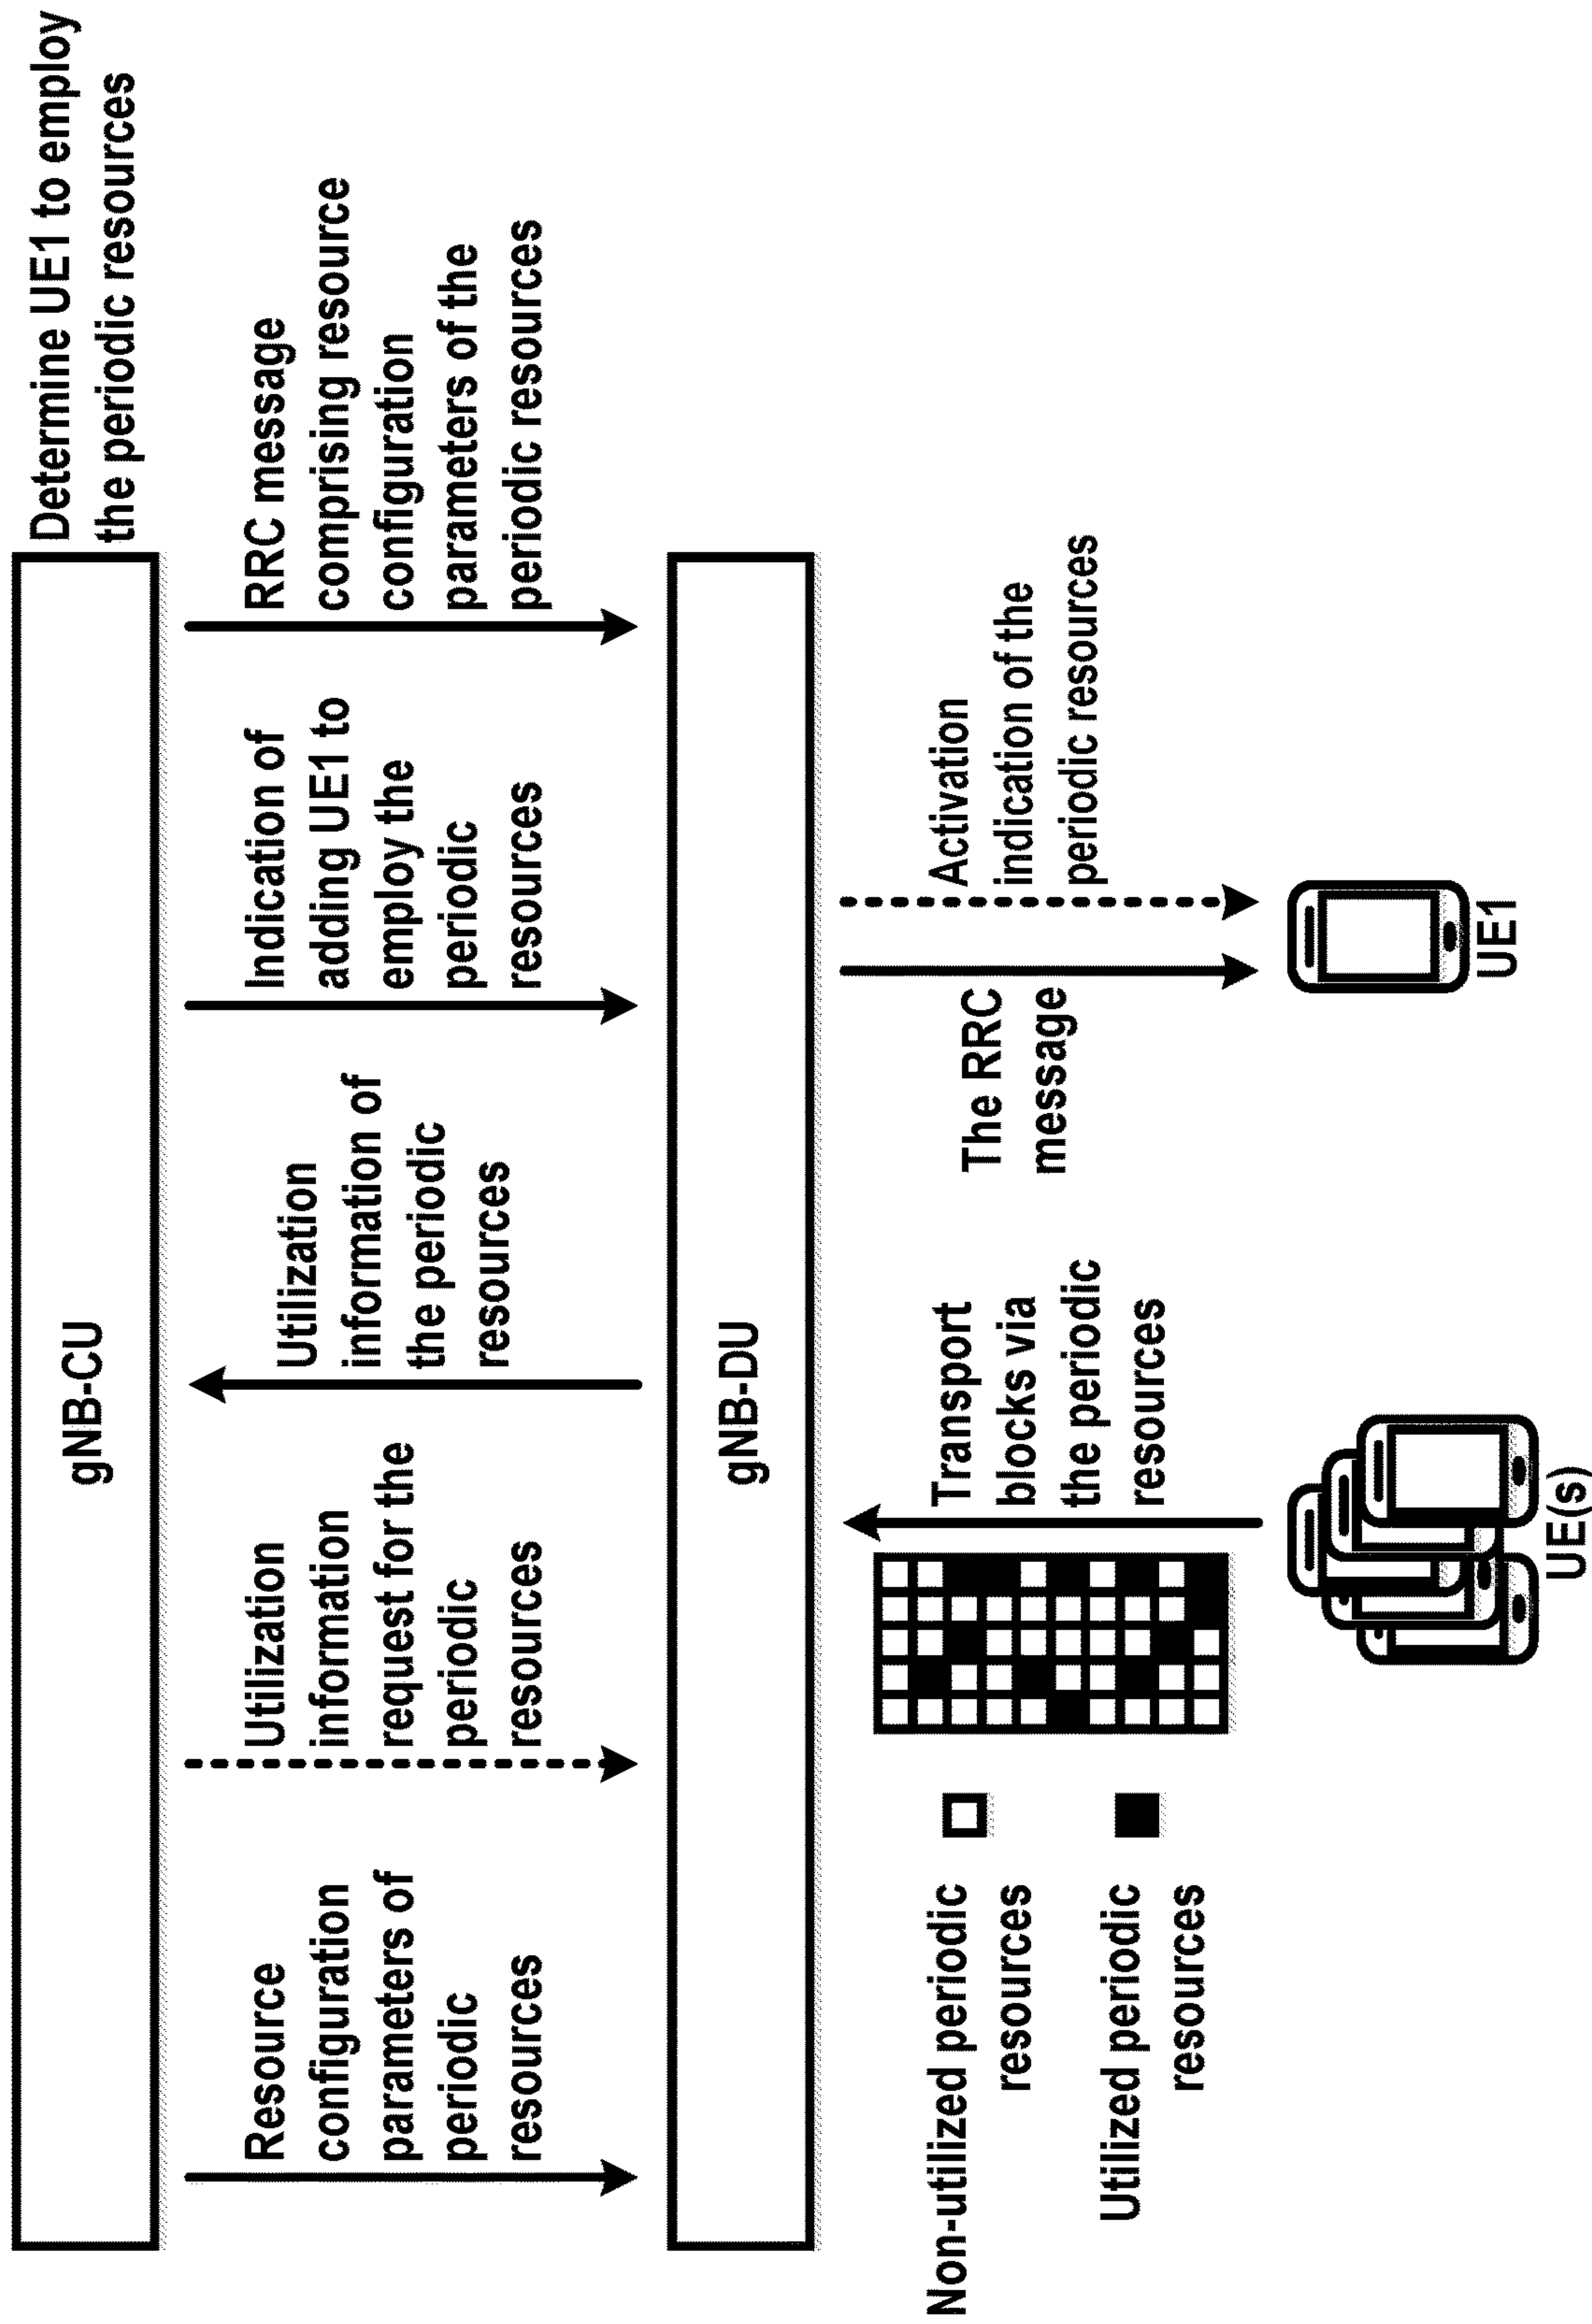 gNB-CU
Determine UE1 to employ
the periodic resources
Resource
configuration
parameters of
periodic
resources
Utilization
information
request for the
periodic
resources
Utilization
information of
the periodic
resources
Indication of
adding UE1 to
employ the
periodic
resources
RRC message
comprising resource
configuration
parameters of the
periodic resources
gNB-DU
Non-utilized periodic
resources
Utilized periodic
resources
Transport
blocks via
the periodic
resources
The RRC
message
Activation
indication of the
periodic resources
UE(s)
UE1